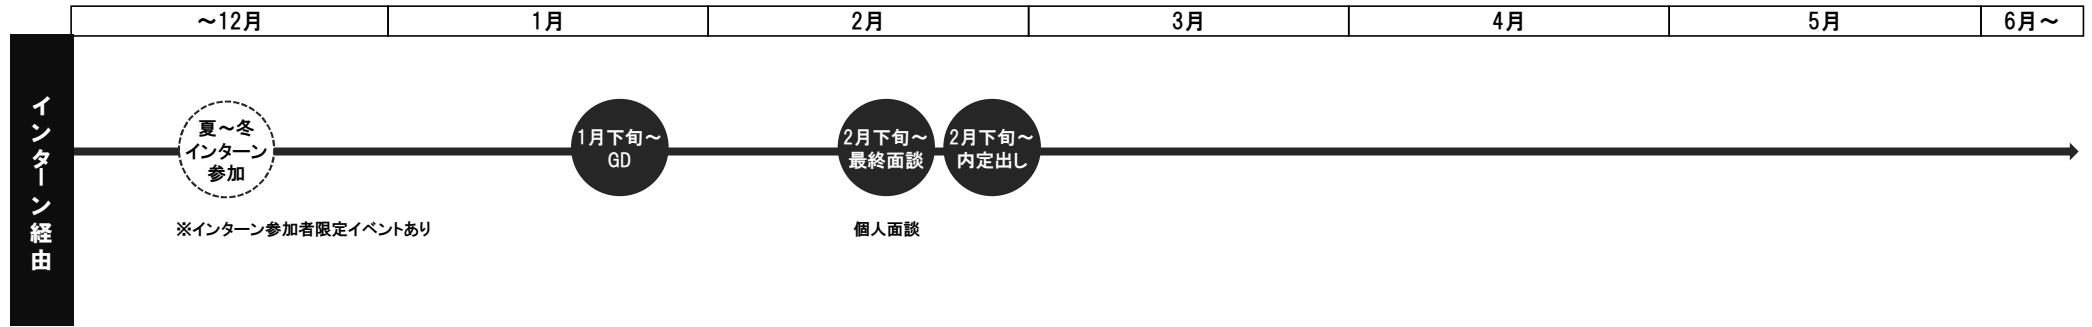 ～12月
1月
2月
3月
4月
5月
6月～
インターン経由
夏～冬
インターン
参加
1月下旬～
GD
2月下旬～
最終面談
2月下旬～
内定出し
※インターン参加者限定イベントあり
個人面談